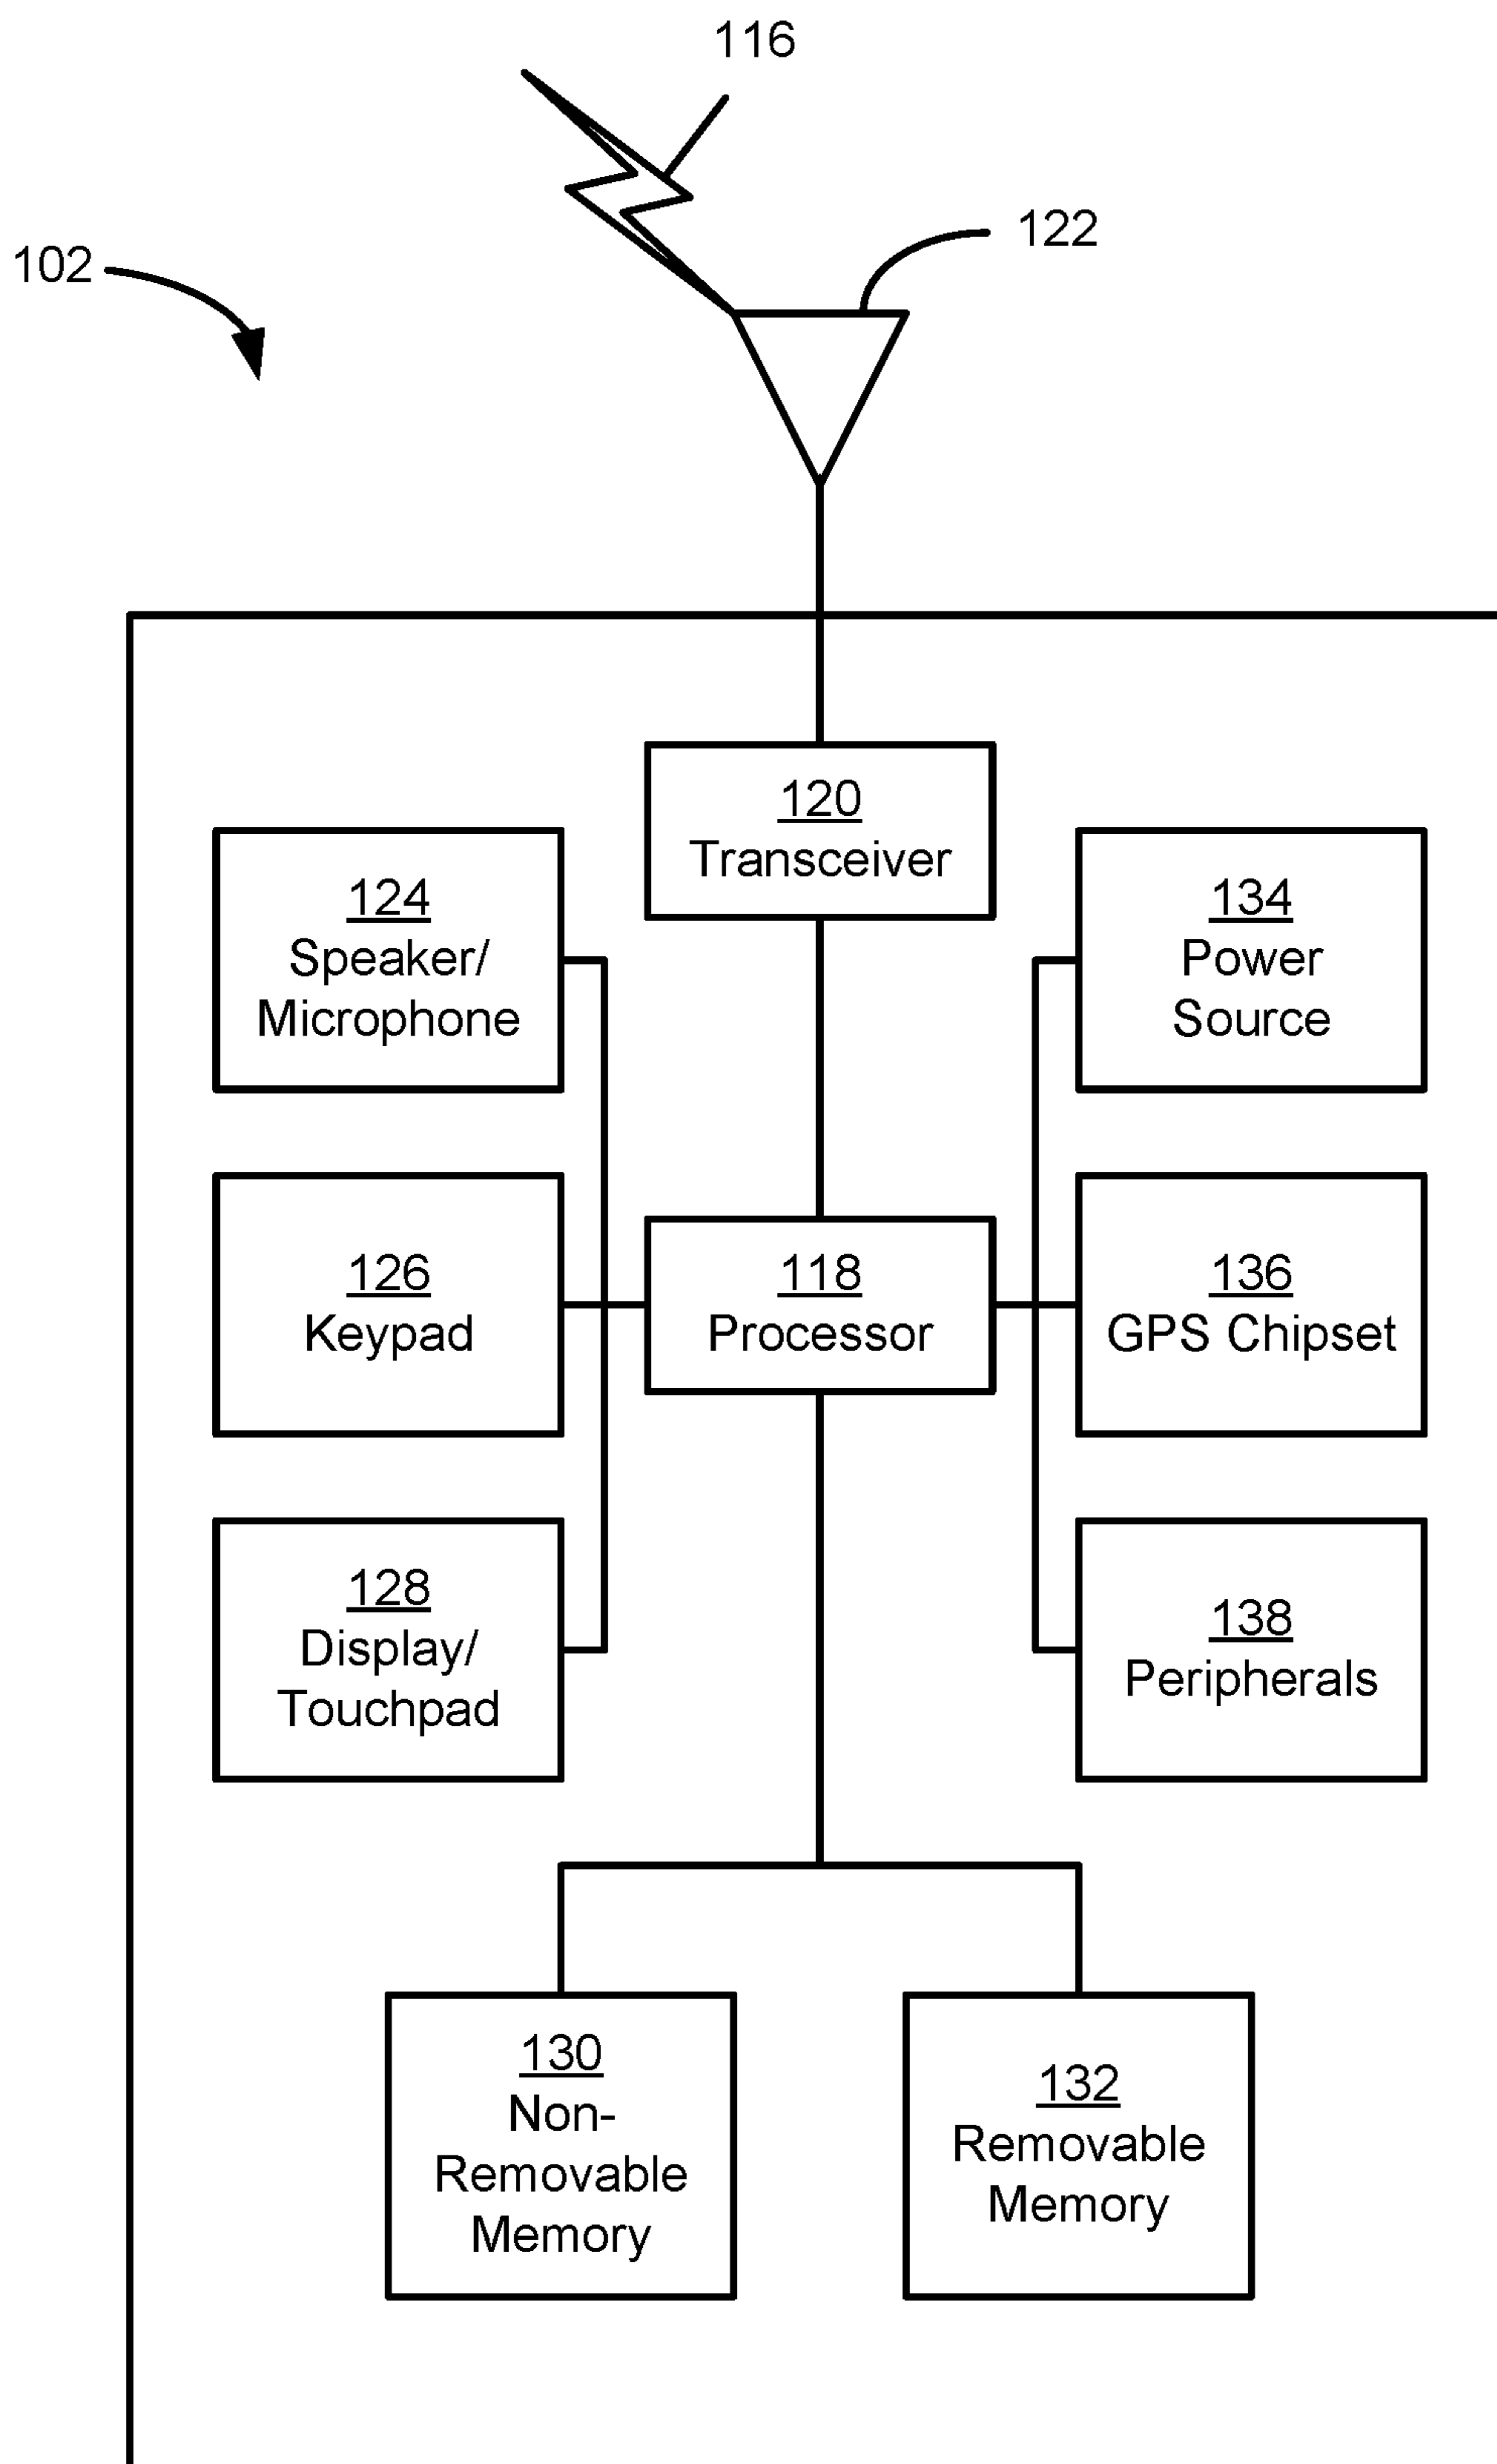 116
122
102
120
Transceiver
124
Speaker/
Microphone
134
Power
Source
126
Keypad
118
Processor
136
GPS Chipset
128
Display/
Touchpad
138
Peripherals
130
Non-
Removable
Memory
132
Removable
Memory